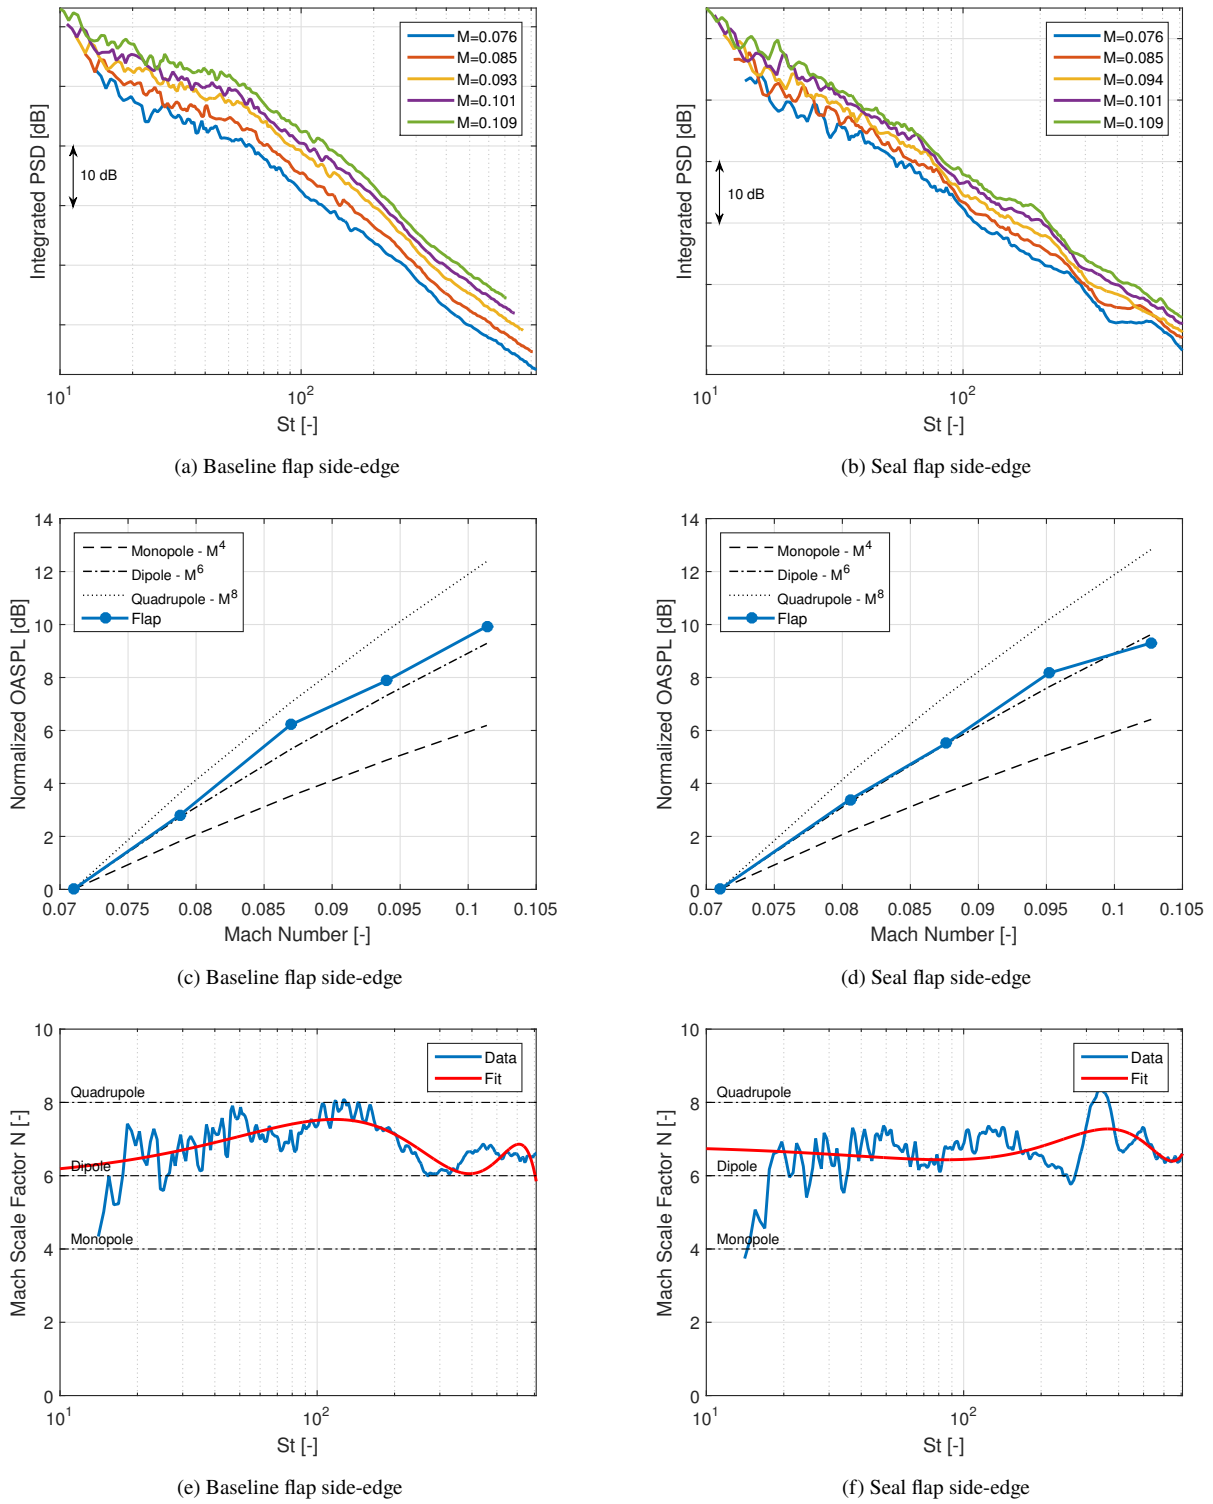 M=0.076
M=0.085
M=0.093
M=0.101
M=0.109
10 dB
Integrated PSD [dB]
10^1
10^2
St [-]
(a) Baseline flap side-edge
M=0.076
M=0.085
M=0.094
M=0.101
M=0.109
10 dB
Integrated PSD [dB]
10^1
10^2
St [-]
(b) Seal flap side-edge
14
12
10
8
6
4
2
0
Monopole - M^4
Dipole - M^6
Quadrupole - M^8
Flap
Normalized OASPL [dB]
0.07 0.075 0.08 0.085 0.09 0.095 0.1 0.105
Mach Number [-]
(c) Baseline flap side-edge
14
12
10
8
6
4
2
0
Monopole - M^4
Dipole - M^6
Quadrupole - M^8
Flap
Normalized OASPL [dB]
0.07 0.075 0.08 0.085 0.09 0.095 0.1 0.105
Mach Number [-]
(d) Seal flap side-edge
10
8
6
4
2
0
Data
Fit
Quadrupole
Dipole
Monopole
Mach Scale Factor N [-]
10^1
10^2
St [-]
(e) Baseline flap side-edge
10
8
6
4
2
0
Data
Fit
Quadrupole
Dipole
Monopole
Mach Scale Factor N [-]
10^1
10^2
St [-]
(f) Seal flap side-edge